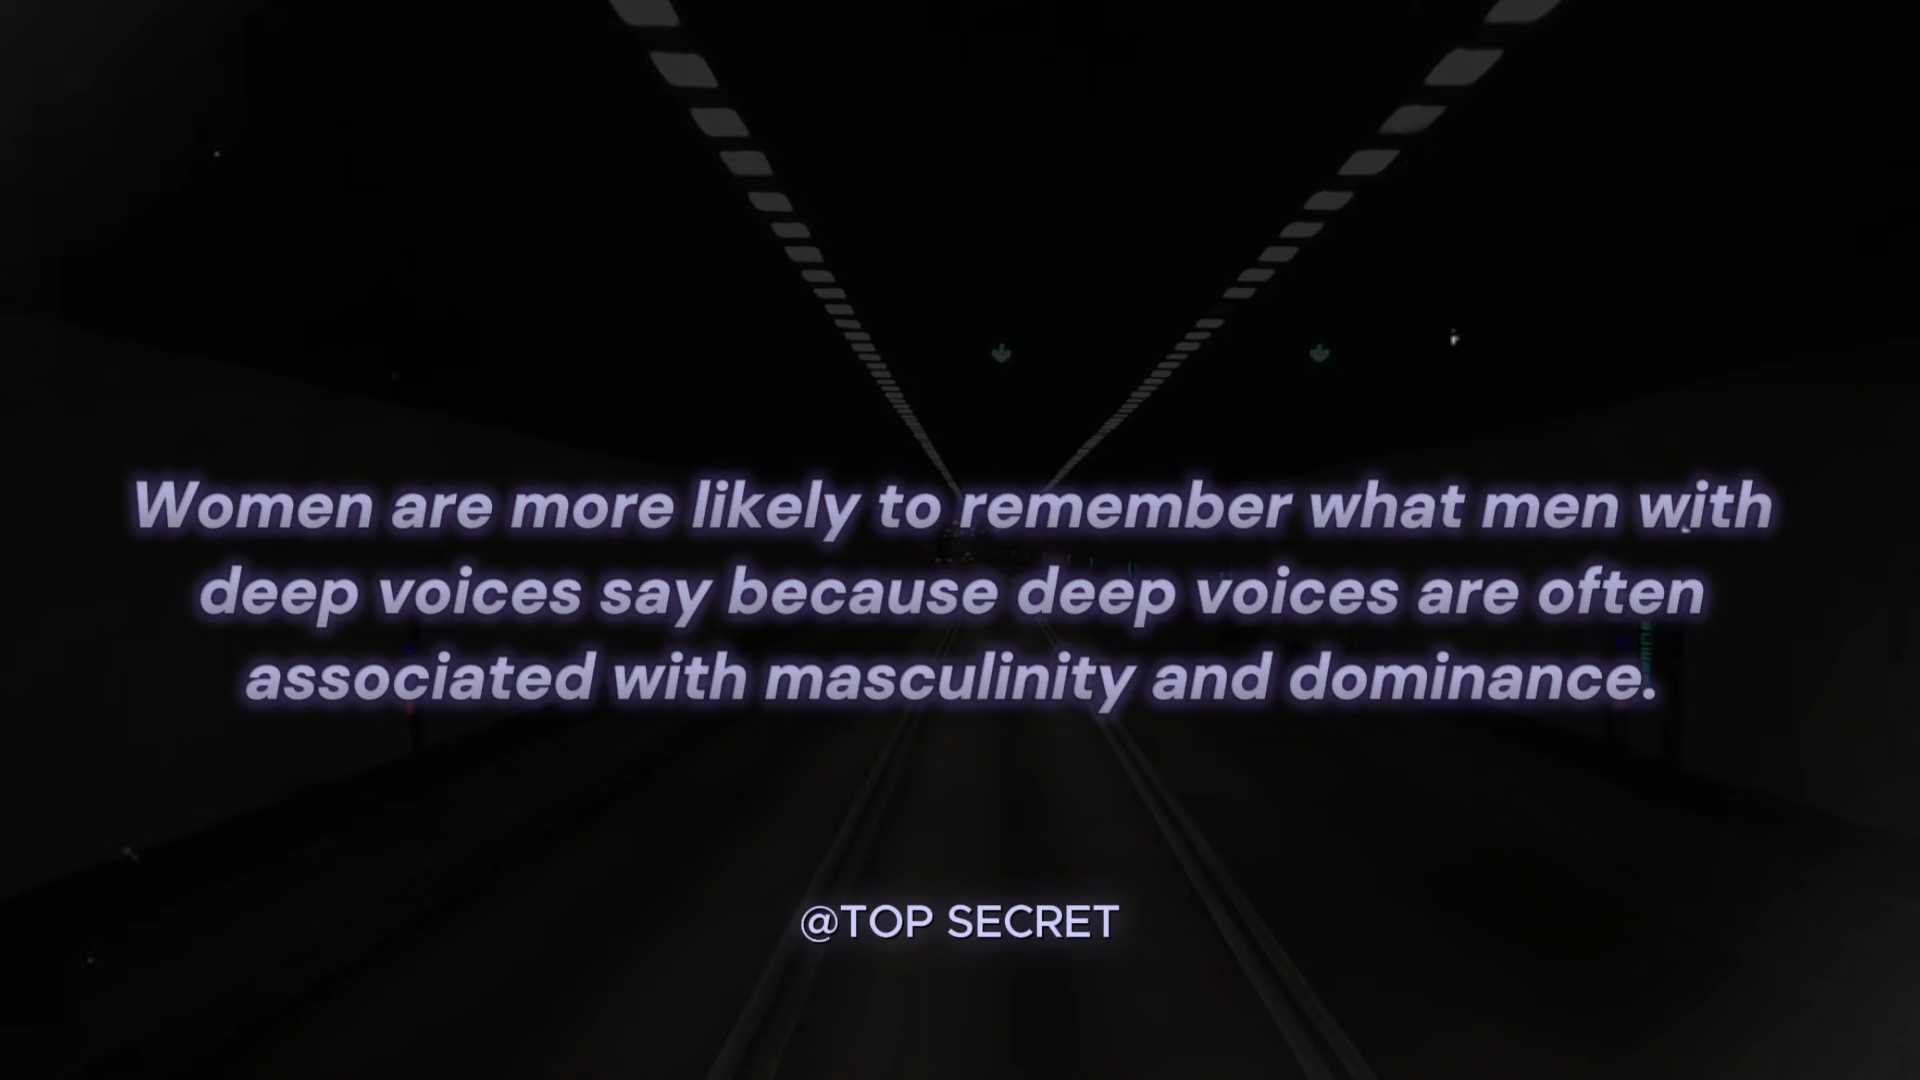 Women are more likely to remember what men with
deep voices say because deep voices are often
associated with masculinity and dominance.
@TOP SECRET